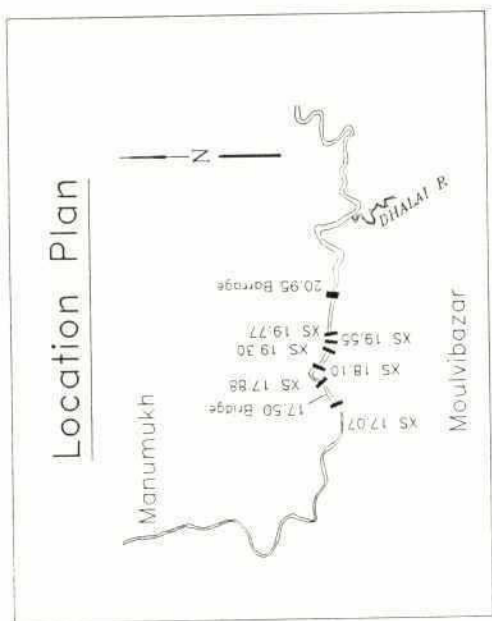 Location Plan
Manumukh
N
DHALAI R.
20.95 Barrage
XS 19.77
XS 19.55
XS 19.30
XS 18.10
XS 17.88
17.50 Bridge
XS 17.07
Moulvibazar